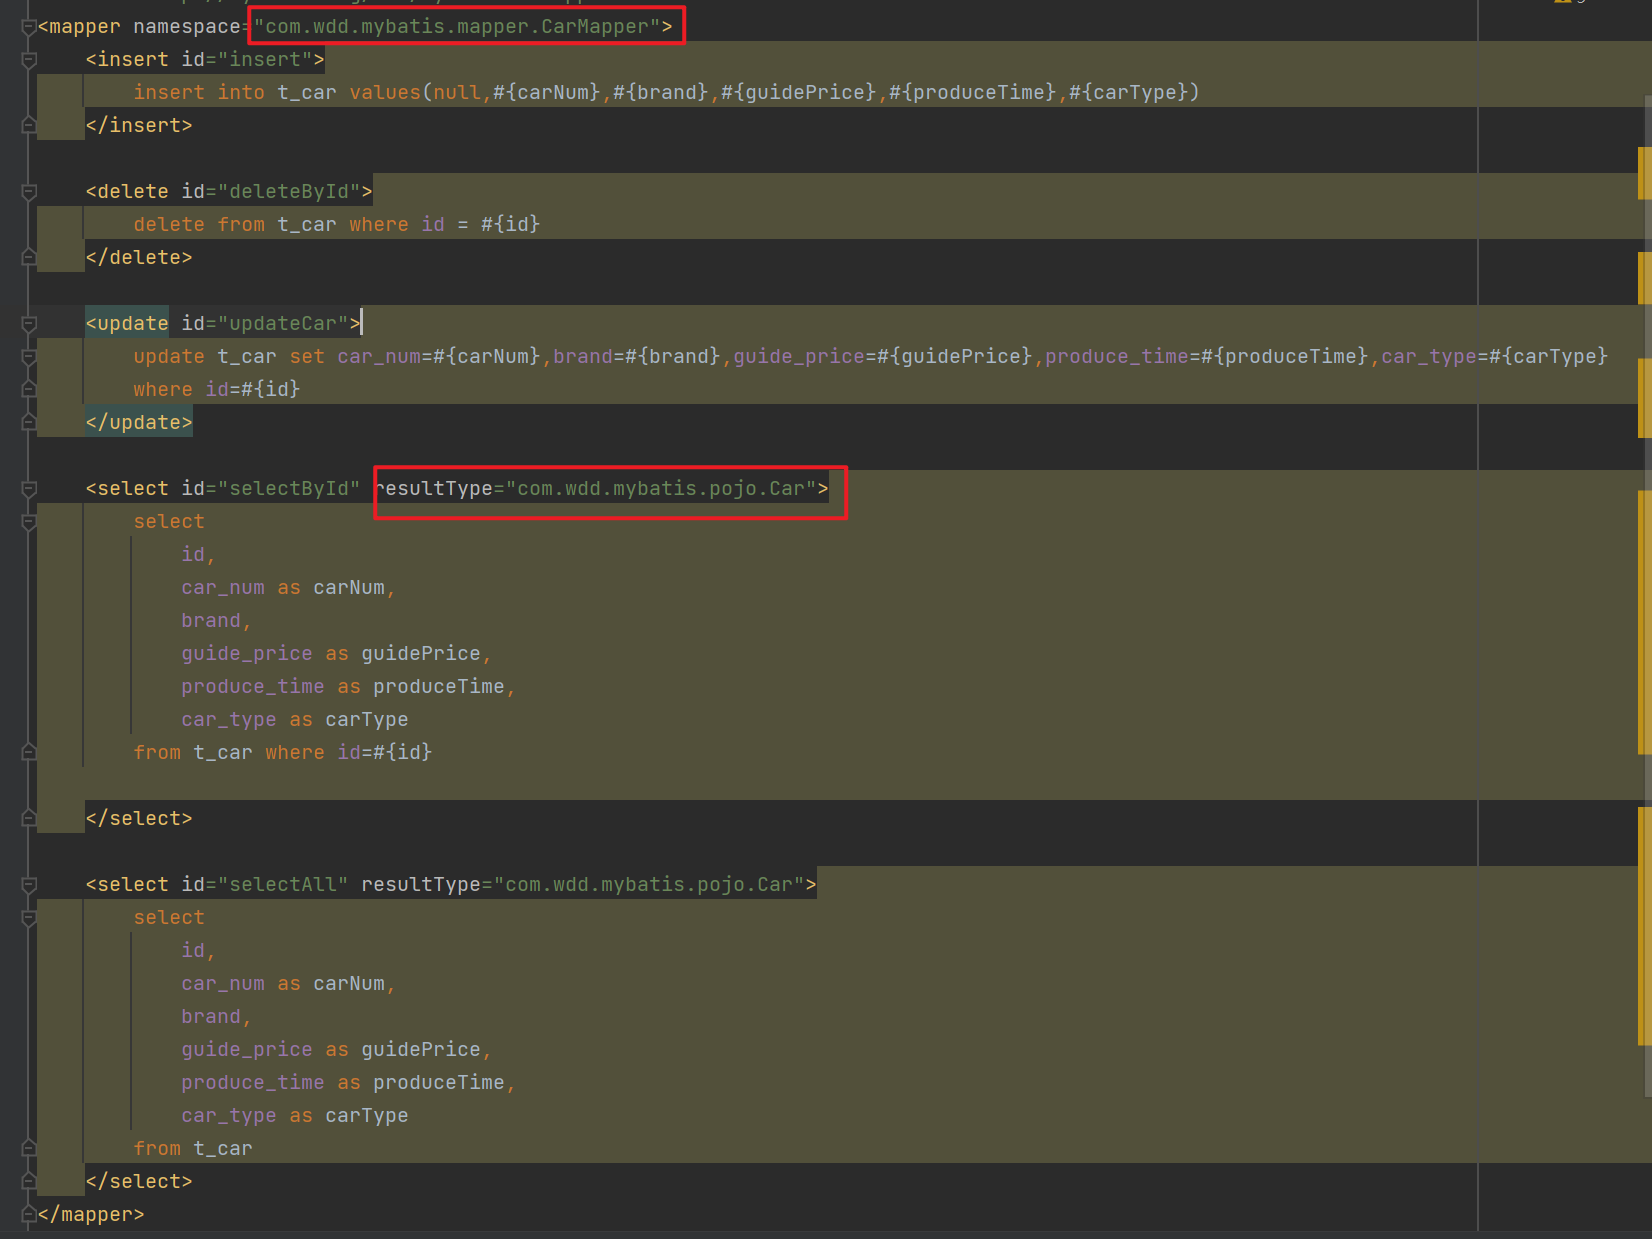 <mapper namespace="com.wdd.mybatis.mapper.CarMapper">
<insert id="insert">
insert into t_car values(null,#{carNum},#{brand},#{guidePrice},#{produceTime},#{carType})
</insert>
<delete id="deleteById">
delete from t_car where id = #{id}
</delete>
<update id="updateCar">
update t_car set car_num=#{carNum},brand=#{brand},guide_price=#{guidePrice},produce_time=#{produceTime},car_type=#{carType}
where id=#{id}
</update>
<select id="selectById" resultType="com.wdd.mybatis.pojo.Car">
select
id,
car_num as carNum,
brand,
guide_price as guidePrice,
produce_time as produceTime,
car_type as carType
from t_car where id=#{id}
</select>
<select id="selectAll" resultType="com.wdd.mybatis.pojo.Car">
select
id,
car_num as carNum,
brand,
guide_price as guidePrice,
produce_time as produceTime,
car_type as carType
from t_car
</select>
</mapper>